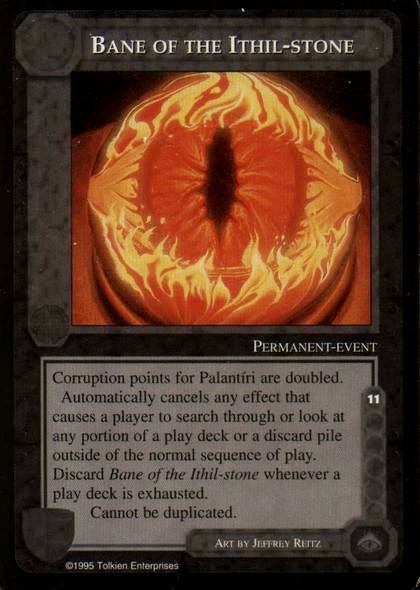 Bane of the Ithil-stone
Permanent-event
Corruption points for Palantíri are doubled.
Automatically cancels any effect that
causes a player to search through or look at
any portion of a play deck or a discard pile
outside of the normal sequence of play.
Discard Bane of the Ithil-stone whenever a
play deck is exhausted.
Cannot be duplicated.
11
Art by Jeffrey Reitz
©1995 Tolkien Enterprises